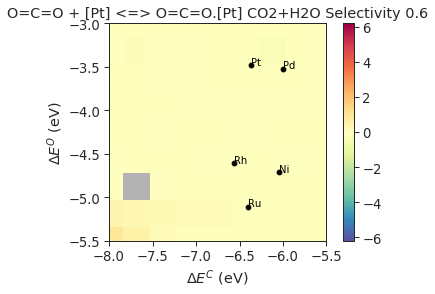 O=C=O + [Pt] <=> O=C=O.[Pt] CO2+H2O Selectivity 0.6
−3.0
−3.5
−4.0
−4.5
−5.0
−5.5
ΔE^O (eV)
Pt
Pd
Rh
Ni
Ru
−8.0 −7.5 −7.0 −6.5 −6.0 −5.5
ΔE^C (eV)
6
4
2
0
−2
−4
−6